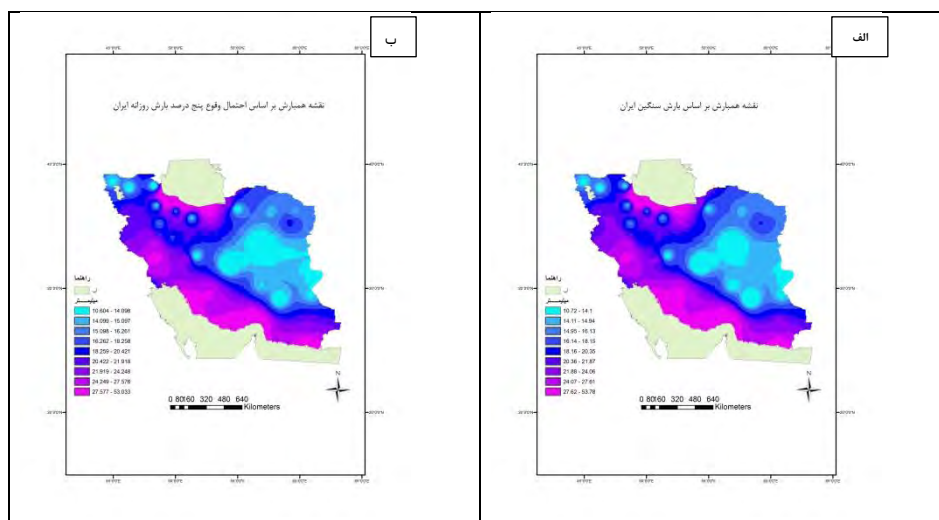 الف
نقشه همبارش بر اساس بارش سنگین ایران
راهنما
آب
میلیمتر
10.72 - 14.1
14.11 - 14.94
14.95 - 16.13
16.14 - 18.15
18.16 - 20.35
20.36 - 21.87
21.88 - 24.06
24.07 - 27.61
27.62 - 53.78
N
0 80160 320 480 640
Kilometers
ب
نقشه همبارش بر اساس احتمال وقوع پنج درصد بارش روزانه ایران
راهنما
آب
میلیمتر
10.604 - 14.098
14.099 - 15.097
15.098 - 16.261
16.262 - 18.258
18.259 - 20.421
20.422 - 21.918
21.919 - 24.248
24.249 - 27.576
27.577 - 53.033
N
0 80160 320 480 640
Kilometers